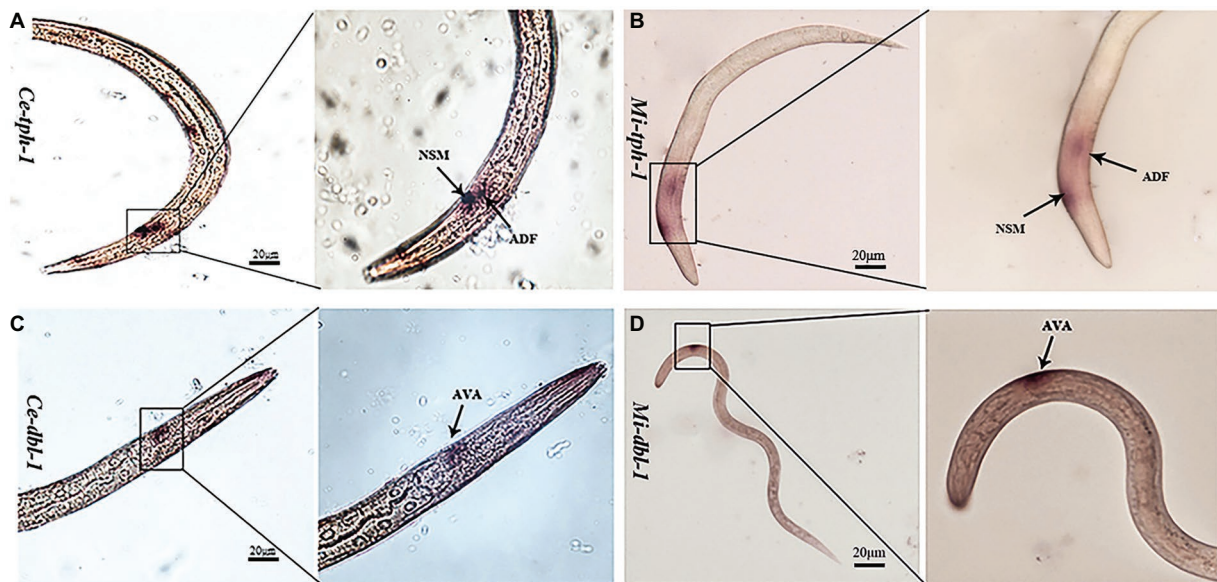 A
Ce-tph-1
NSM
ADF
20μm
B
Mi-tph-1
ADF
NSM
20μm
C
Ce-dbl-1
AVA
20μm
D
Mi-dbl-1
AVA
20μm